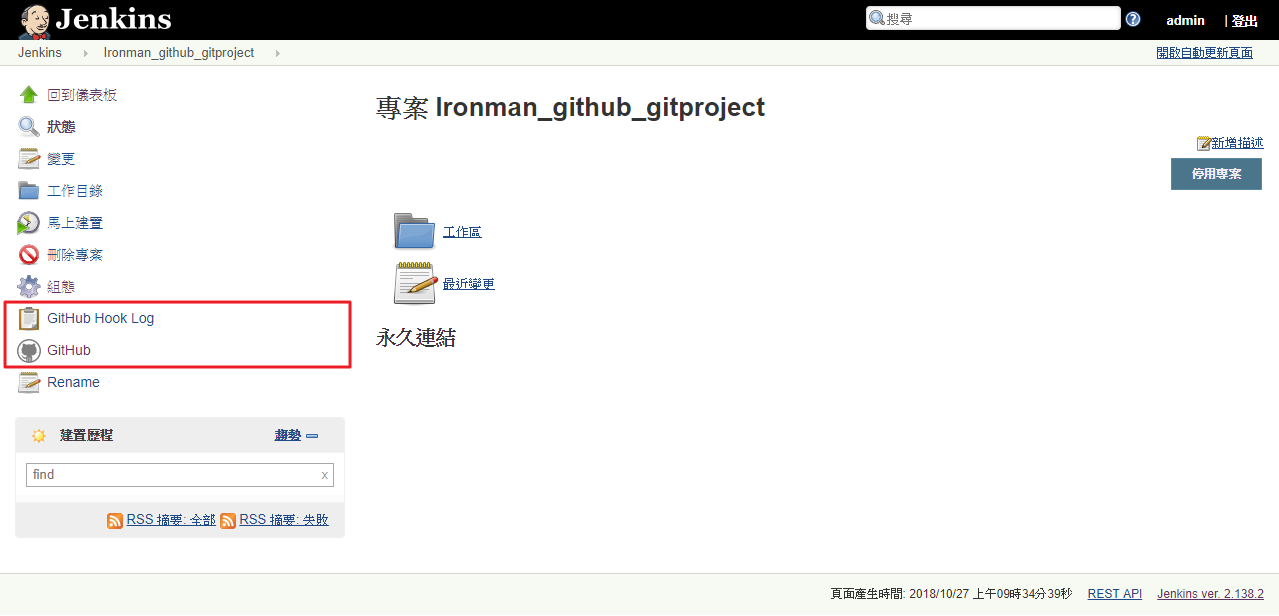 Jenkins
搜尋
admin | 登出
Jenkins Ironman_github_gitproject 開啟自動更新頁面
回到儀表板
狀態
變更
工作目錄
馬上建置
刪除專案
組態
GitHub Hook Log
GitHub
Rename
建置歷程 趨勢
find x
RSS 摘要: 全部 RSS 摘要: 失敗
專案 Ironman_github_gitproject
新增描述
停用專案
工作區
最近變更
永久連結
頁面產生時間: 2018/10/27 上午09時34分39秒 REST API Jenkins ver. 2.138.2